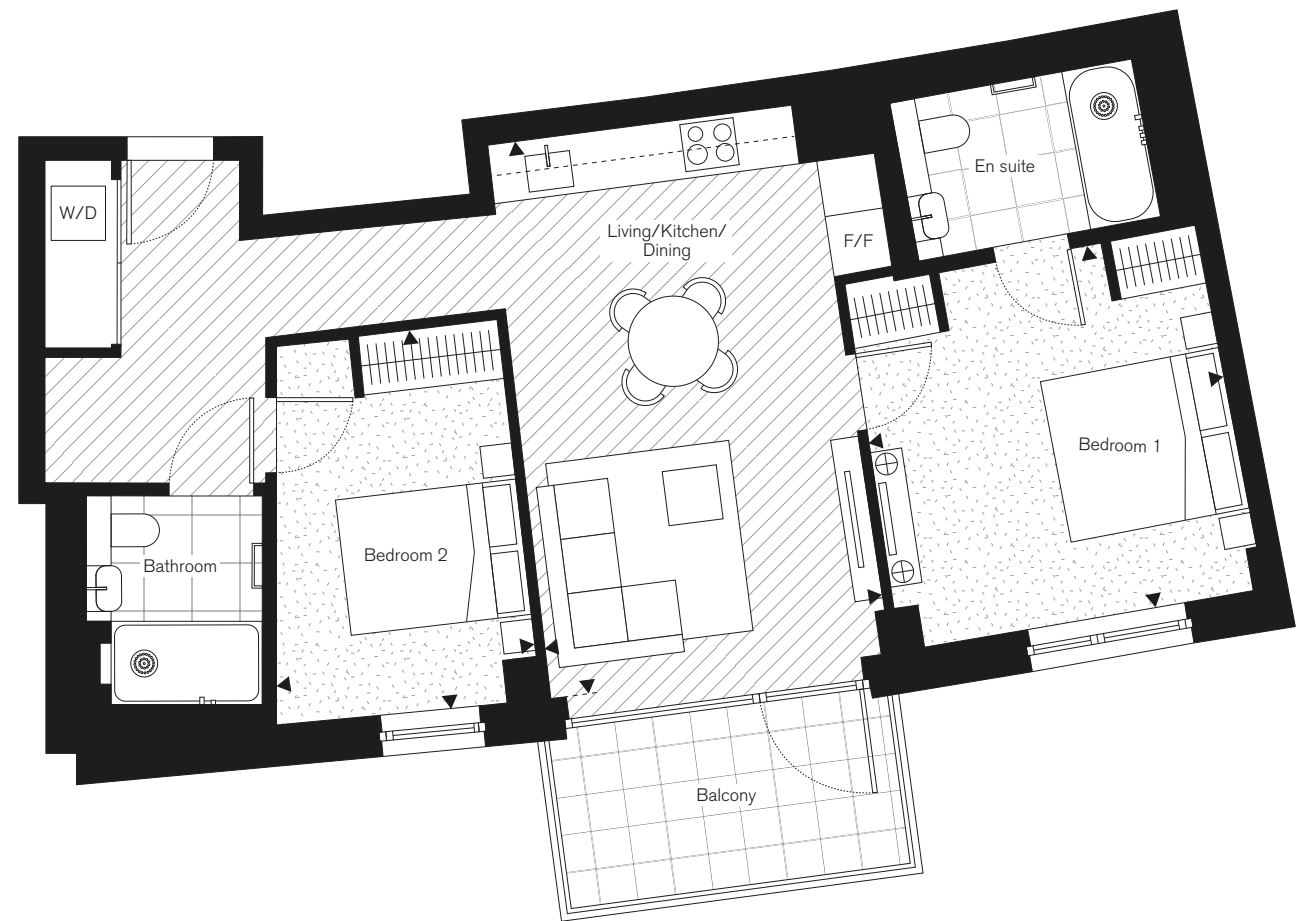 En suite
W/D
Living/Kitchen/
Dining
F/F
Bedroom 1
Bedroom 2
Bathroom
Balcony